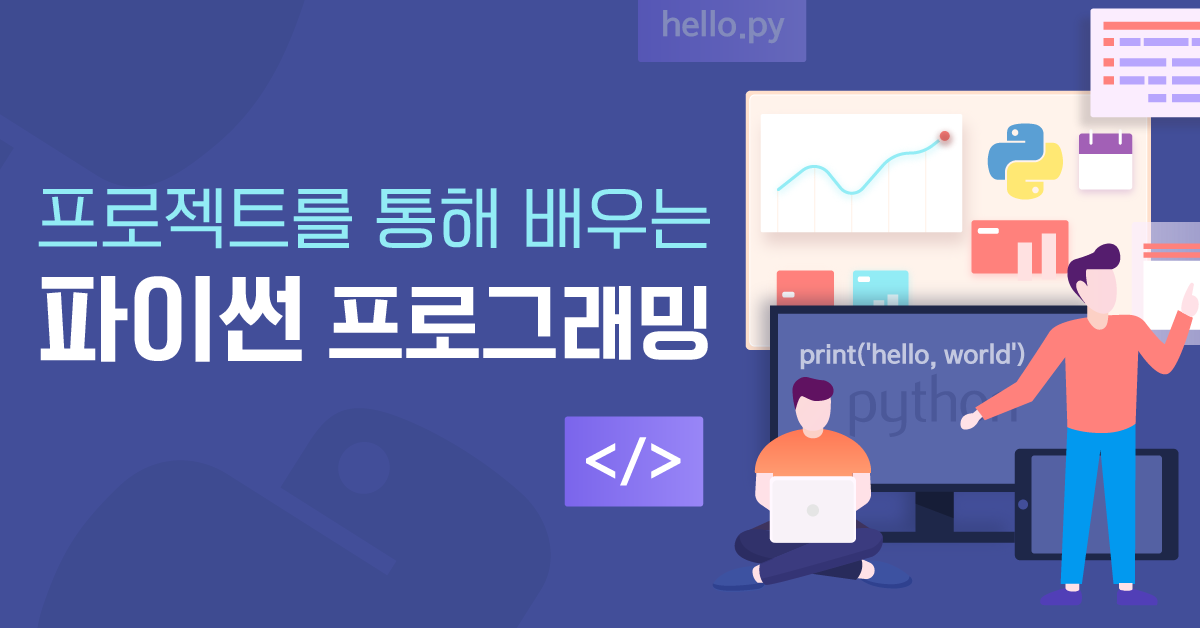 hello.py
프로젝트를 통해 배우는
파이썬 프로그래밍
</>
print('hello, world')
python